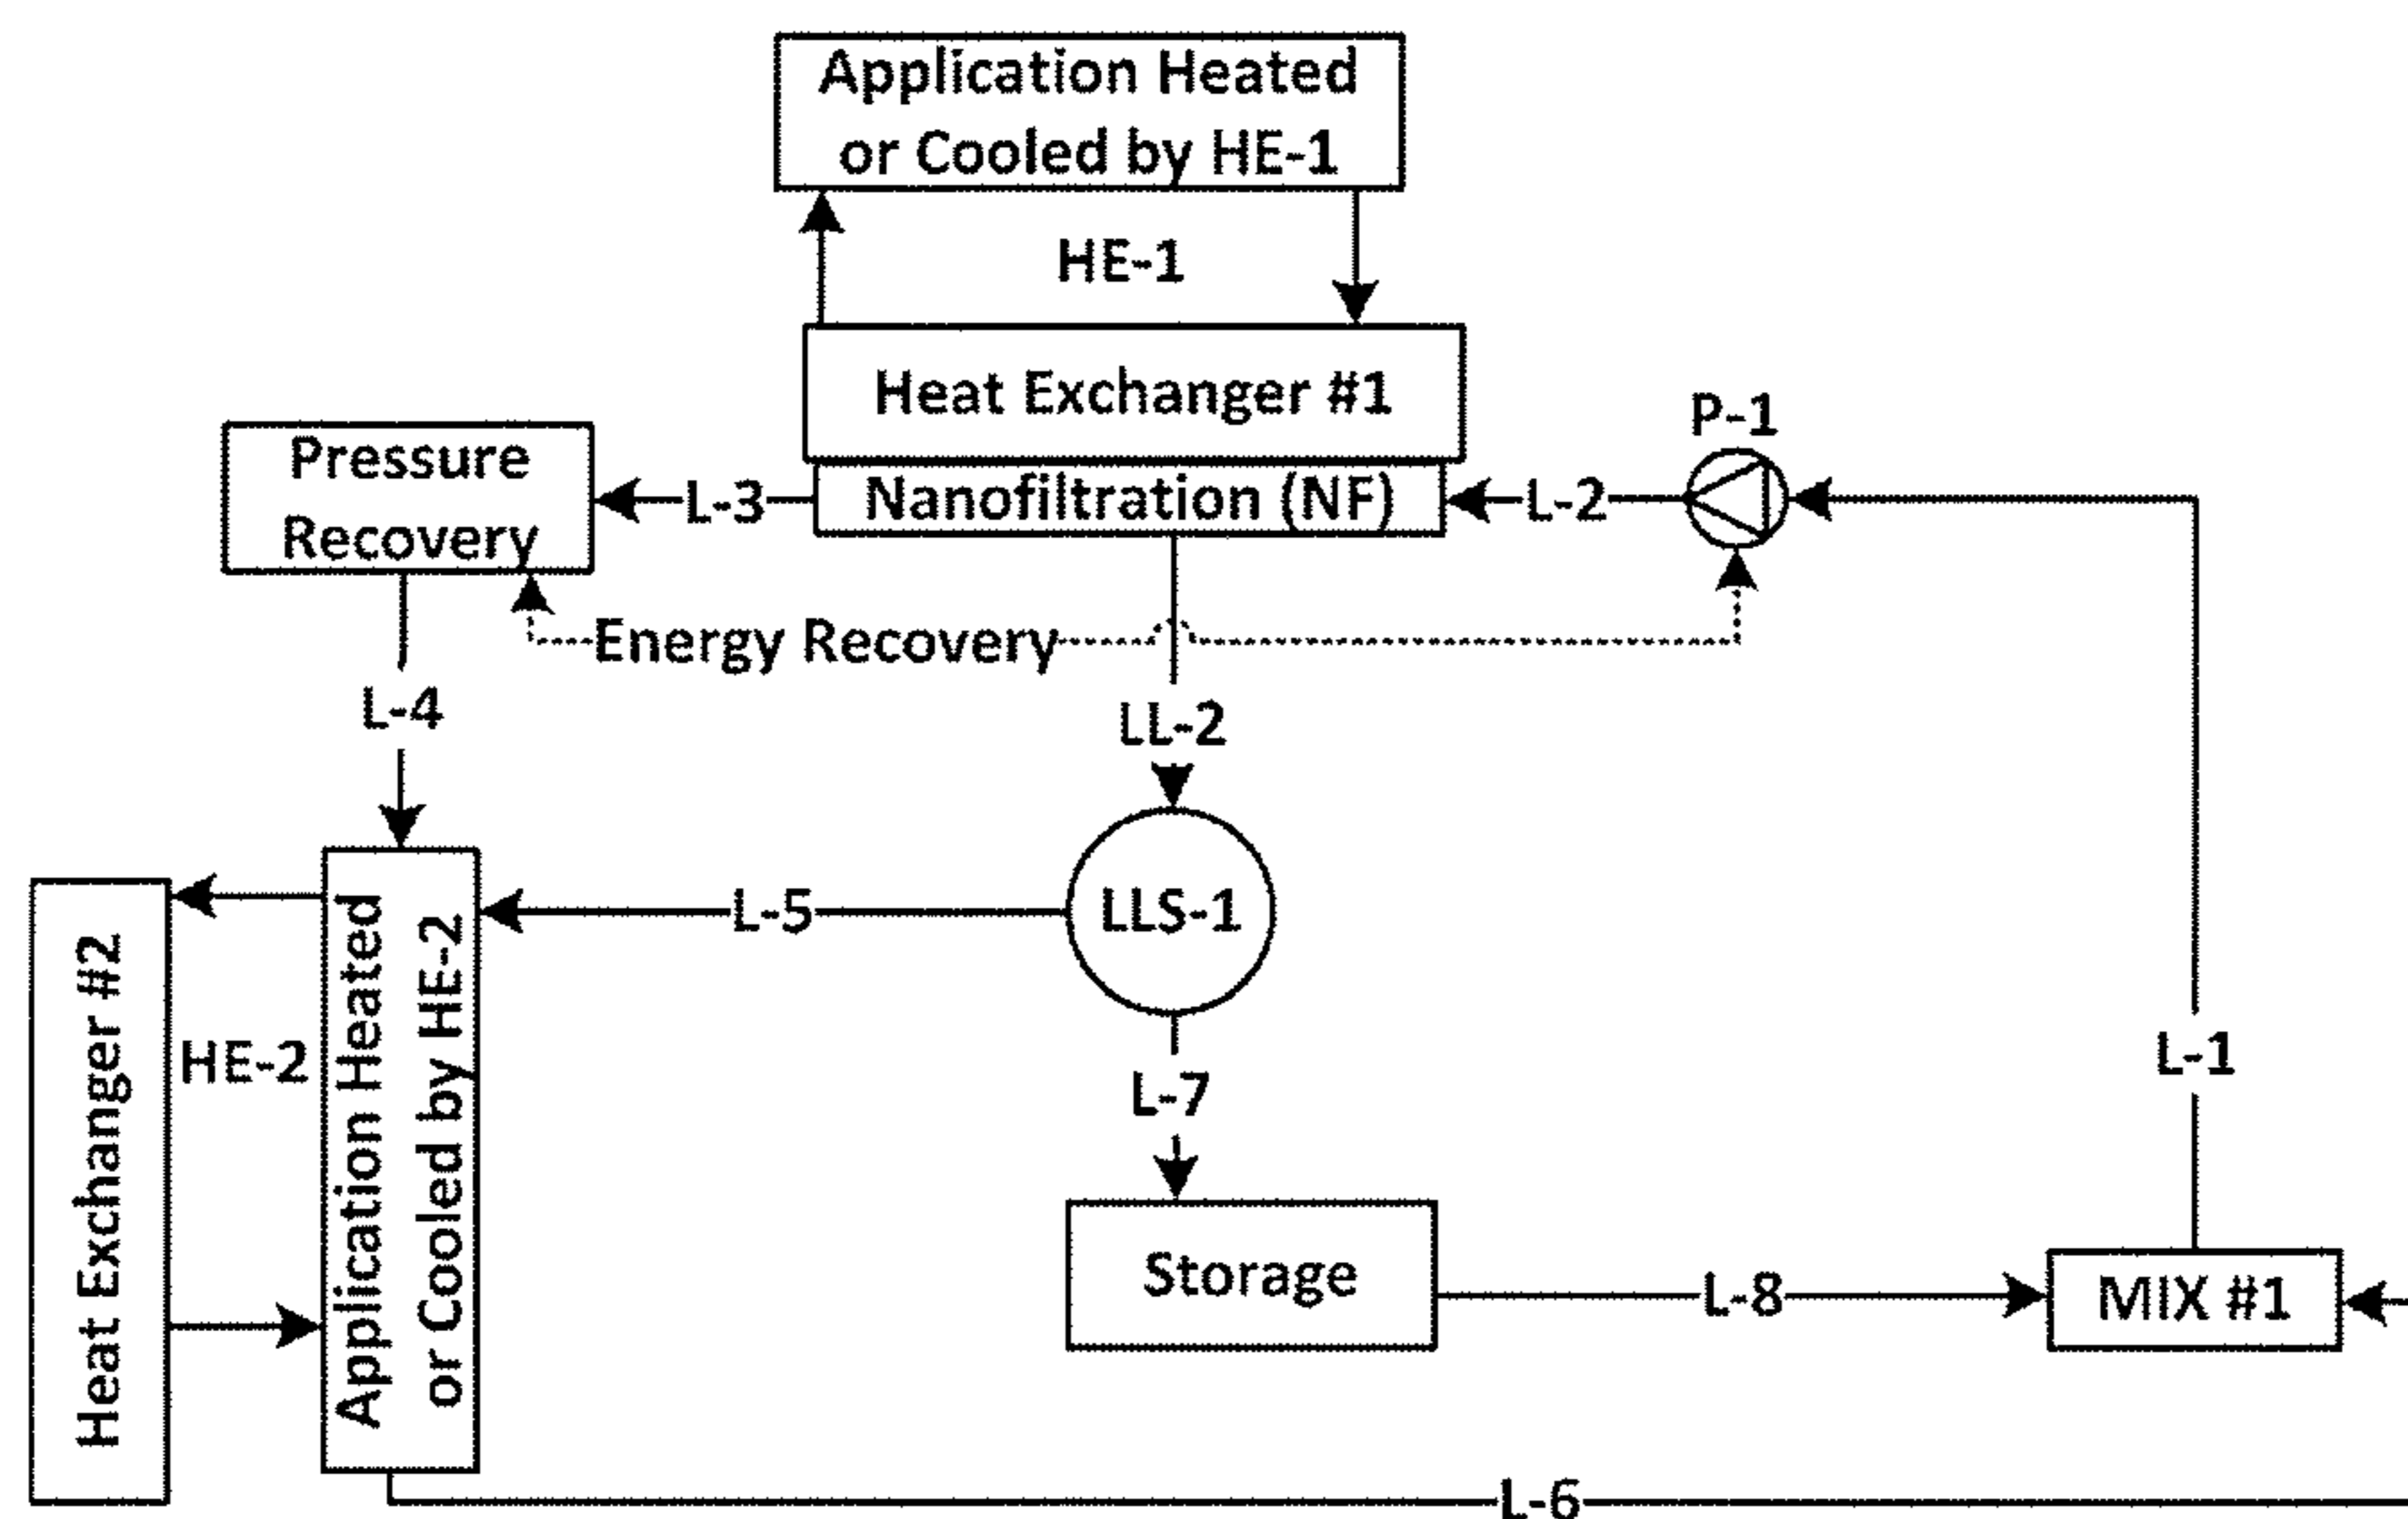 Application Heated
or Cooled by HE-1
HE-1
Heat Exchanger #1
P-1
Pressure
Recovery
L-3
Nanofiltration (NF)
L-2
Energy Recovery
L-4
LL-2
L-5
LLS-1
Heat Exchanger #2
HE-2
Application Heated
or Cooled by HE-2
L-7
L-1
Storage
L-8
MIX #1
L-6